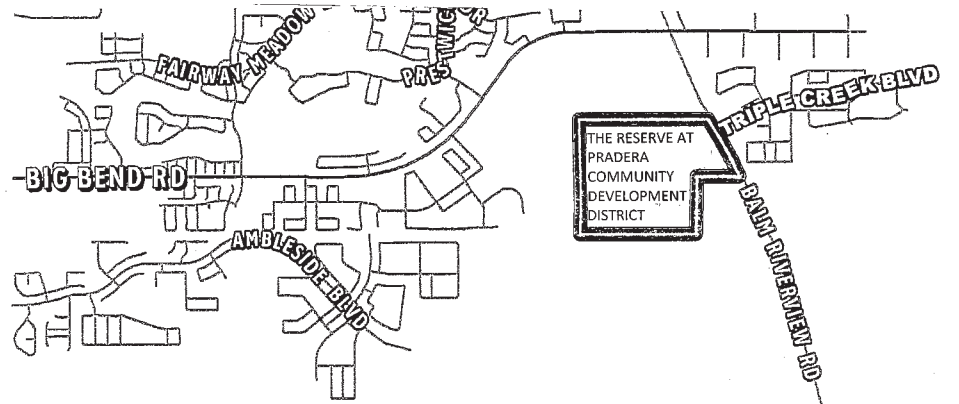 FAIRWAY MEADOW
PRESTWICK
TRIPLE CREEK BLVD
THE RESERVE AT
PRADERA
COMMUNITY
DEVELOPMENT
DISTRICT
BIG BEND RD
AMBLESIDE BLVD
BALM-RIVERVIEW RD